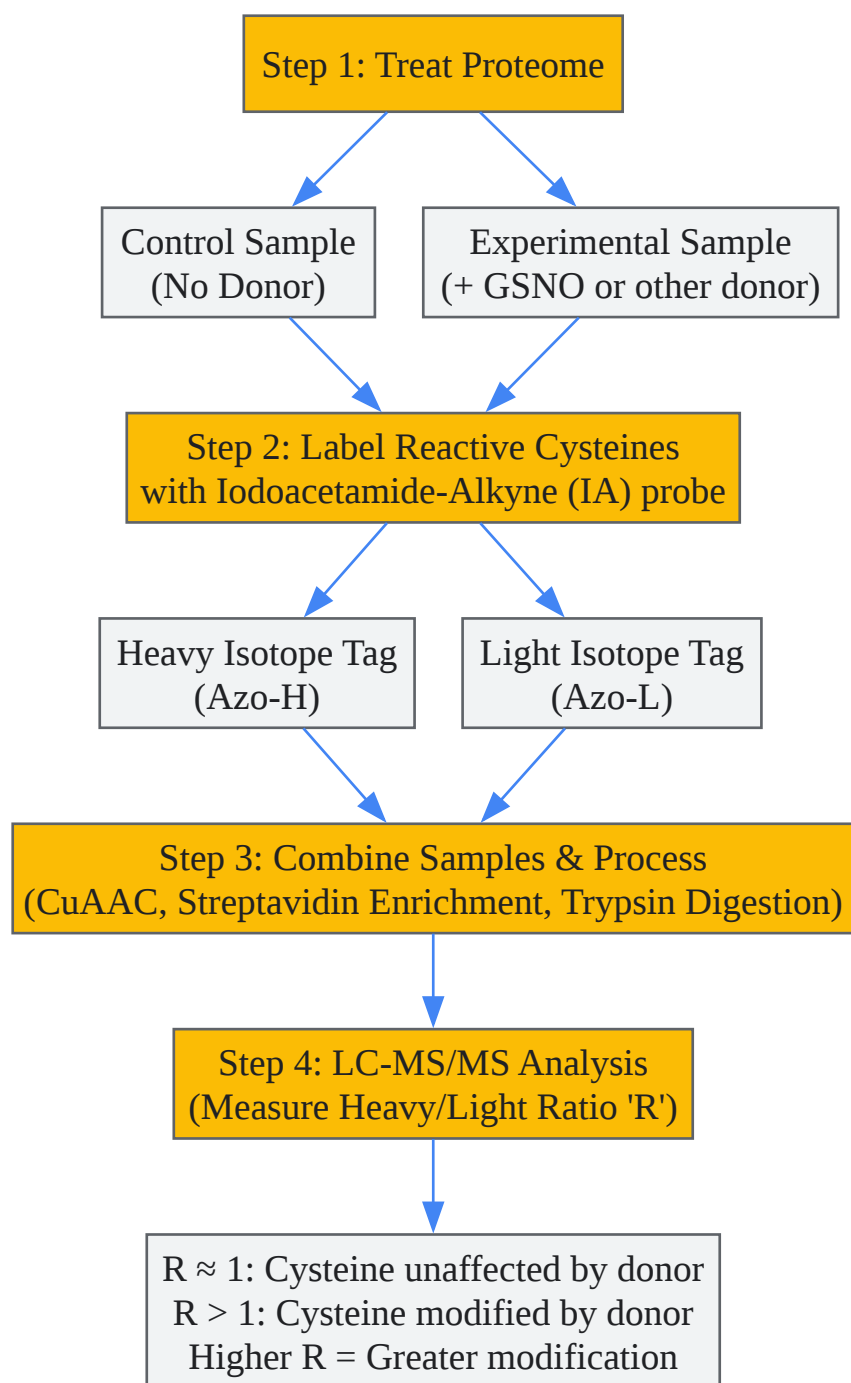 Step 1: Treat Proteome
Control Sample
(No Donor)
Experimental Sample
(+ GSNO or other donor)
Step 2: Label Reactive Cysteines
with Iodoacetamide-Alkyne (IA) probe
Heavy Isotope Tag
(Azo-H)
Light Isotope Tag
(Azo-L)
Step 3: Combine Samples & Process
(CuAAC, Streptavidin Enrichment, Trypsin Digestion)
Step 4: LC-MS/MS Analysis
(Measure Heavy/Light Ratio 'R')
R ≈ 1: Cysteine unaffected by donor
R > 1: Cysteine modified by donor
Higher R = Greater modification